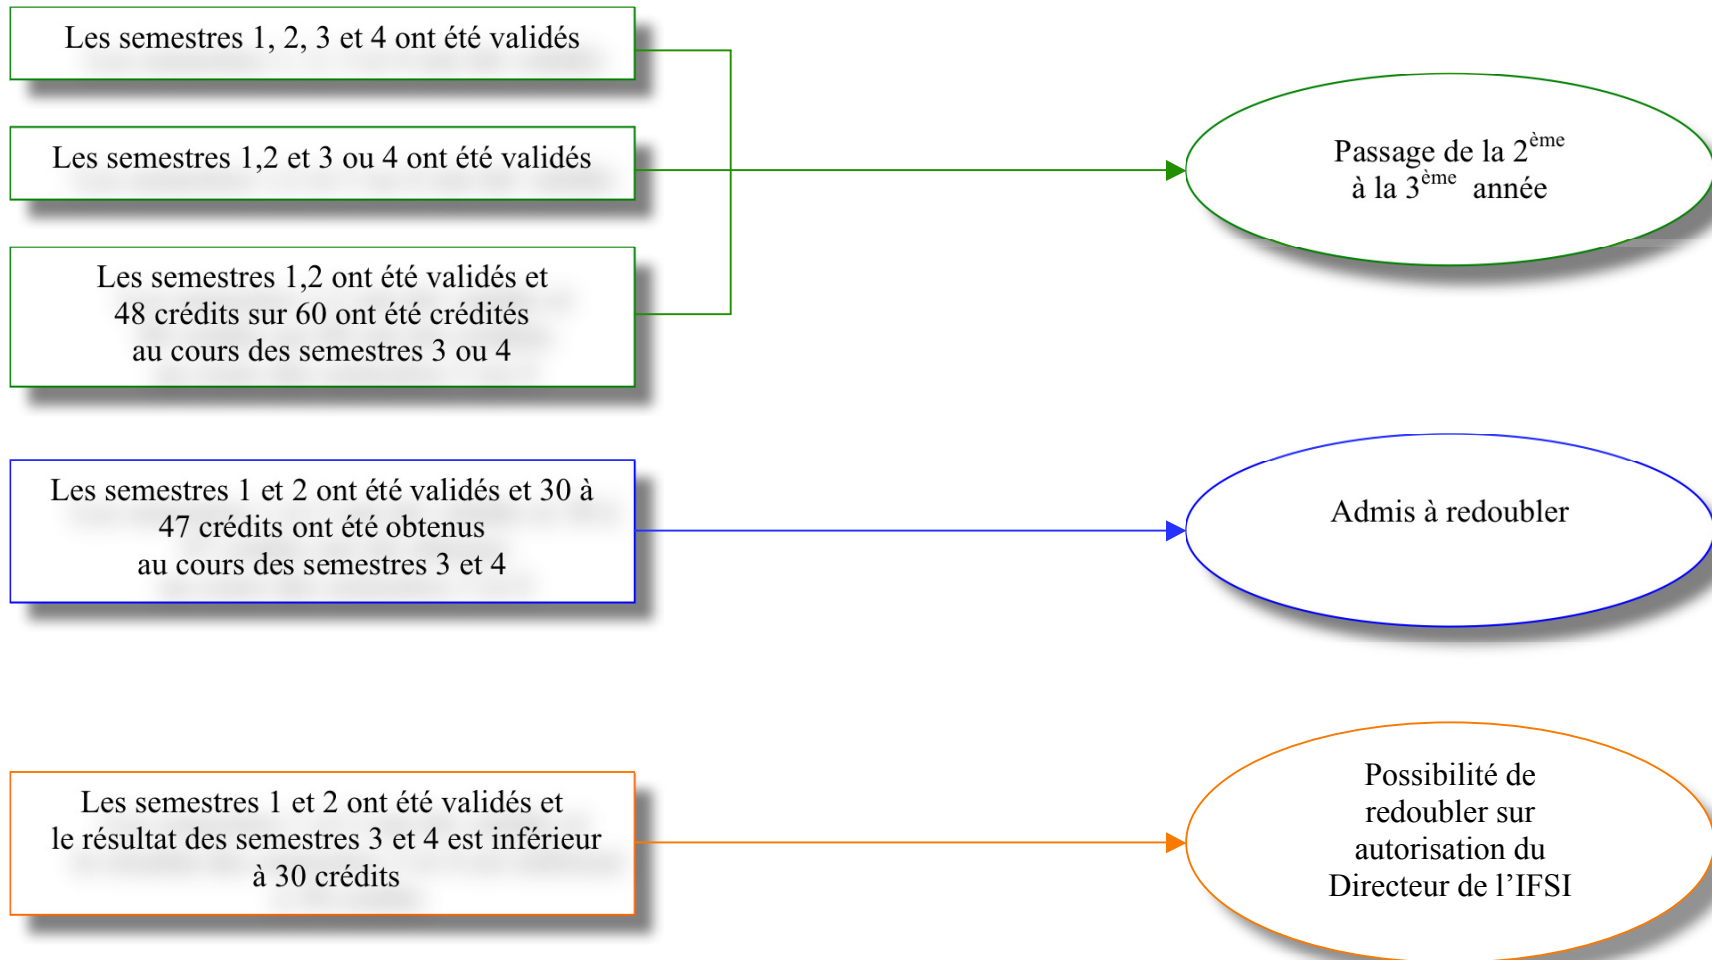 Les semestres 1, 2, 3 et 4 ont été validés
Les semestres 1,2 et 3 ou 4 ont été validés
Passage de la 2ème
à la 3ème année
Les semestres 1,2 ont été validés et
48 crédits sur 60 ont été crédités
au cours des semestres 3 ou 4
Les semestres 1 et 2 ont été validés et 30 à
47 crédits ont été obtenus
au cours des semestres 3 et 4
Admis à redoubler
Les semestres 1 et 2 ont été validés et
le résultat des semestres 3 et 4 est inférieur
à 30 crédits
Possibilité de
redoubler sur
autorisation du
Directeur de l’IFSI